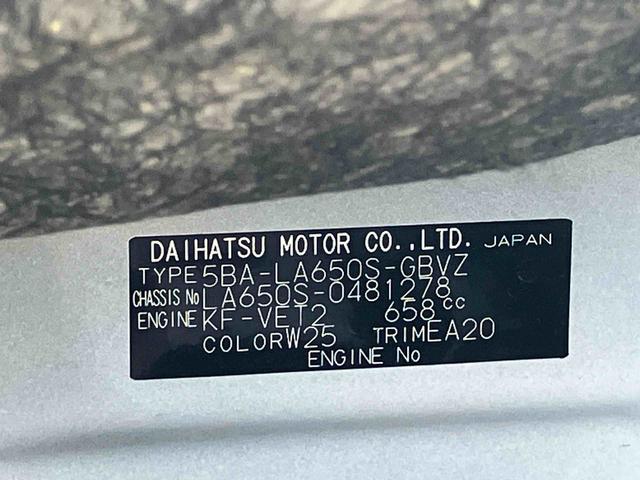 DAIHATSU MOTOR CO.,LTD. JAPAN
TYPE 5BA-LA650S-GBVZ
CHASSIS No LA650S-0481278
ENGINE KF-VET2 658cc
COLOR W25 TRIM EA20
ENGINE No